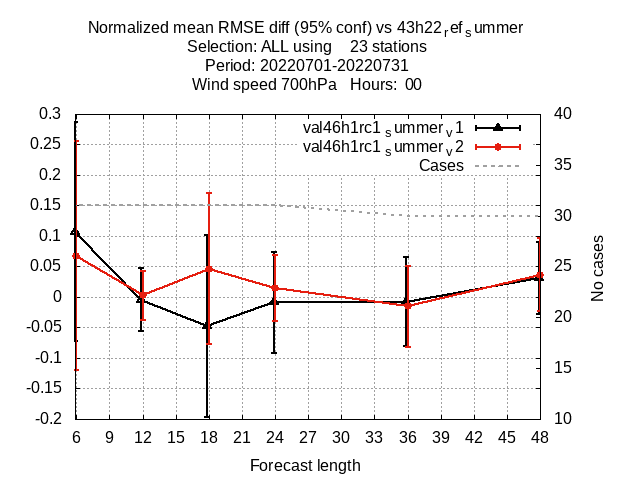 Normalized mean RMSE diff (95% conf) vs 43h22ᵣefₛummer
Selection: ALL using 23 stations
Period: 20220701-20220731
Wind speed 700hPa Hours: 00
val46h1rc1ₛummerᵥ1
val46h1rc1ₛummerᵥ2
Cases
0.3
0.25
0.2
0.15
0.1
0.05
0
-0.05
-0.1
-0.15
-0.2
40
35
30
25
20
15
10
No cases
6 9 12 15 18 21 24 27 30 33 36 39 42 45 48
Forecast length